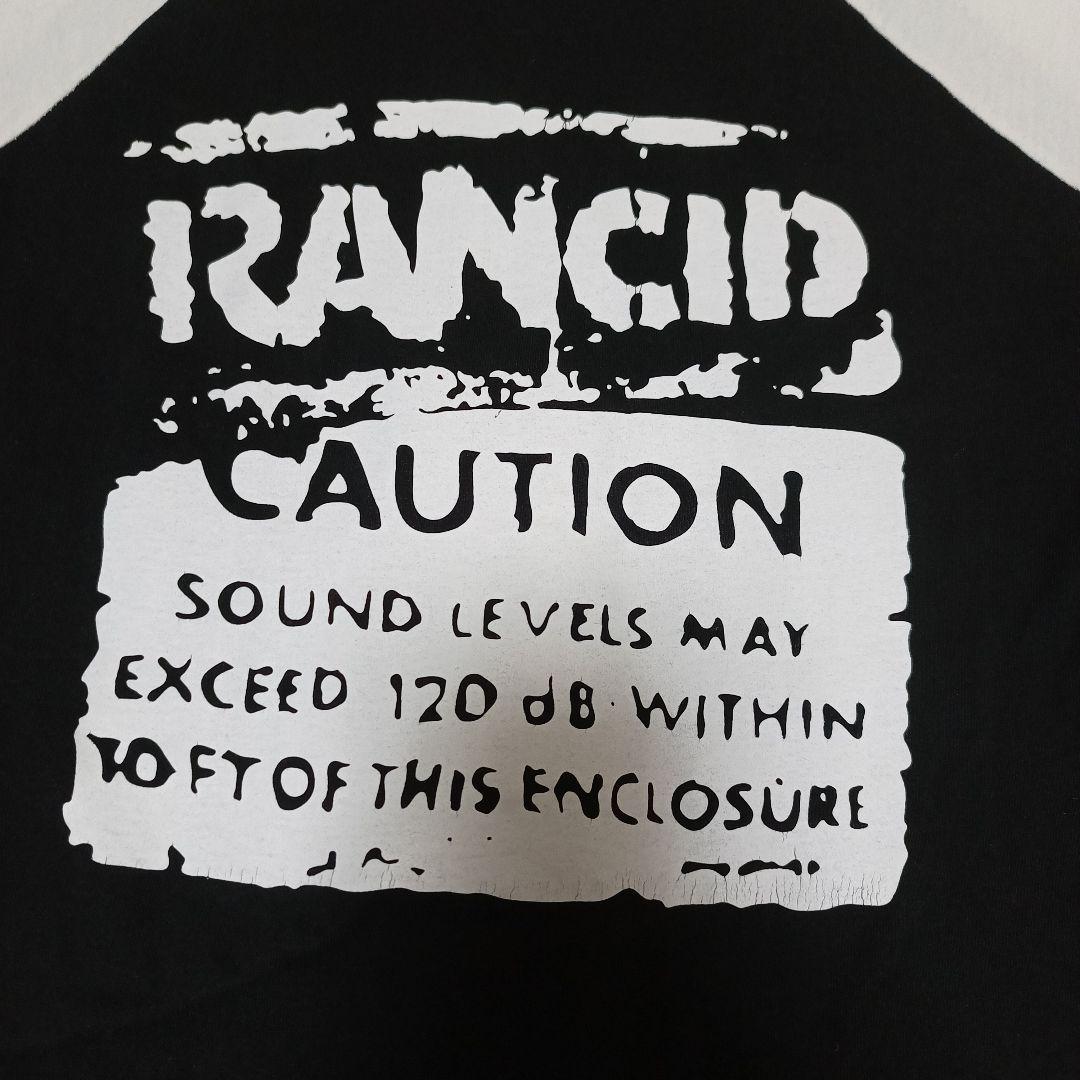 RANCID
CAUTION
SOUND LEVELS MAY
EXCEED 120 dB WITHIN
10 FT OF THIS ENCLOSURE